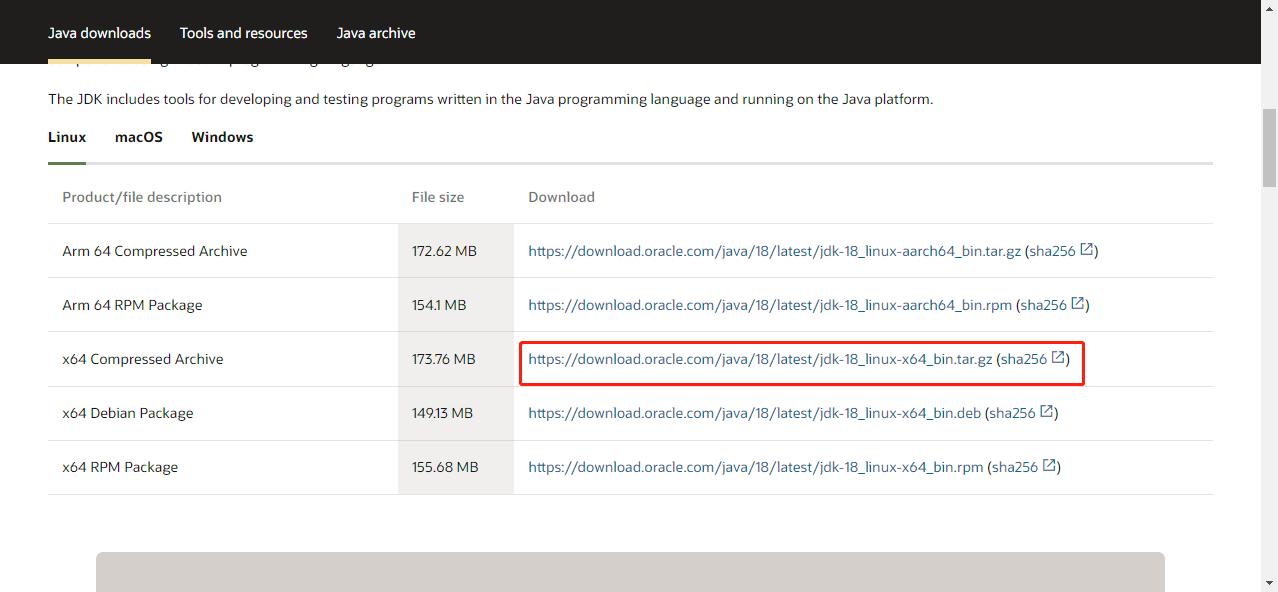 Java downloads Tools and resources Java archive
The JDK includes tools for developing and testing programs written in the Java programming language and running on the Java platform.
Linux macOS Windows
Product/file description File size Download
Arm 64 Compressed Archive 172.62 MB https://download.oracle.com/java/18/latest/jdk-18_linux-aarch64_bin.tar.gz (sha256)
Arm 64 RPM Package 154.1 MB https://download.oracle.com/java/18/latest/jdk-18_linux-aarch64_bin.rpm (sha256)
x64 Compressed Archive 173.76 MB https://download.oracle.com/java/18/latest/jdk-18_linux-x64_bin.tar.gz (sha256)
x64 Debian Package 149.13 MB https://download.oracle.com/java/18/latest/jdk-18_linux-x64_bin.deb (sha256)
x64 RPM Package 155.68 MB https://download.oracle.com/java/18/latest/jdk-18_linux-x64_bin.rpm (sha256)